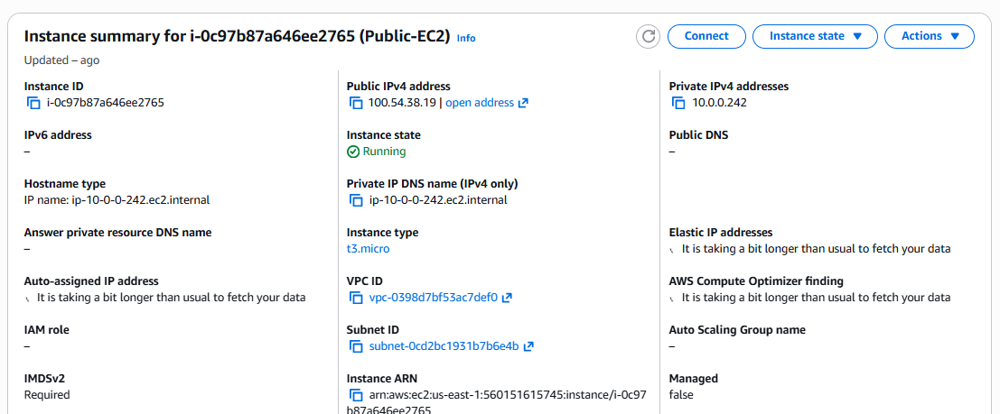 Instance summary for i-0c97b87a646ee2765 (Public-EC2) Info
Connect
Instance state
Actions
Updated – ago
Instance ID
i-0c97b87a646ee2765
Public IPv4 address
100.54.38.19 | open address
Private IPv4 addresses
10.0.0.242
IPv6 address
–
Instance state
Running
Public DNS
–
Hostname type
IP name: ip-10-0-0-242.ec2.internal
Private IP DNS name (IPv4 only)
ip-10-0-0-242.ec2.internal
Answer private resource DNS name
–
Instance type
t3.micro
Elastic IP addresses
It is taking a bit longer than usual to fetch your data
Auto-assigned IP address
It is taking a bit longer than usual to fetch your data
VPC ID
vpc-0398d7bf53ac7def0
AWS Compute Optimizer finding
It is taking a bit longer than usual to fetch your data
IAM role
–
Subnet ID
subnet-0cd2bc1931b7b6e4b
Auto Scaling Group name
–
IMDSv2
Required
Instance ARN
arn:aws:ec2:us-east-1:560151615745:instance/i-0c97
b87a646ee2765
Managed
false